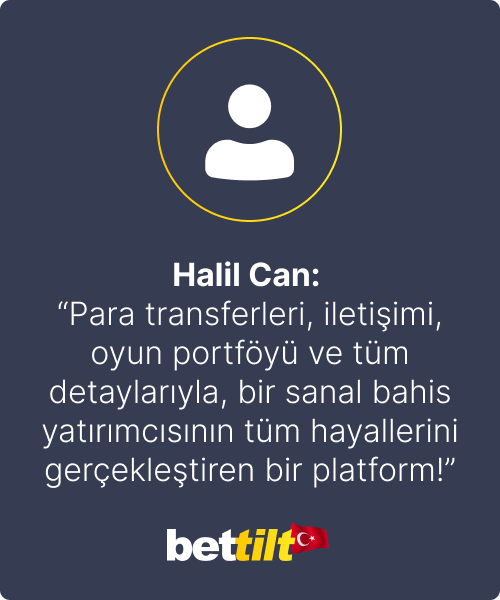 Halil Can:
“Para transferleri, iletişimi,
oyun portföyü ve tüm
detaylarıyla, bir sanal bahis
yatırımcısının tüm hayallerini
gerçekleştiren bir platform!”
bettilt